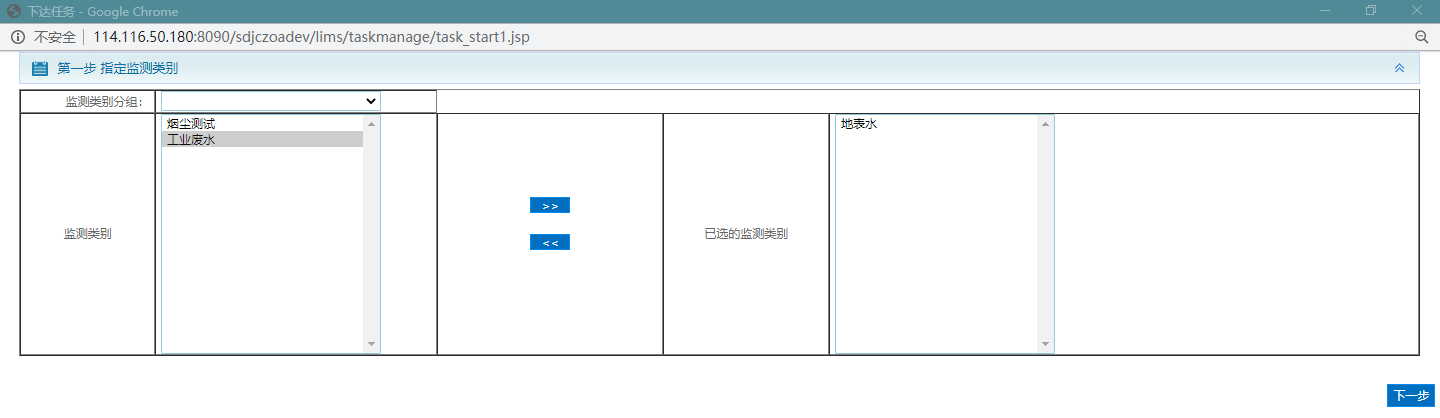 下达任务 - Google Chrome
不安全 114.116.50.180:8090/sdjczoadev/lims/taskmanage/task_start1.jsp
第一步 指定监测类别
监测类别分组:
监测类别
烟尘测试
工业废水
>>
<<
已选的监测类别
地表水
下一步